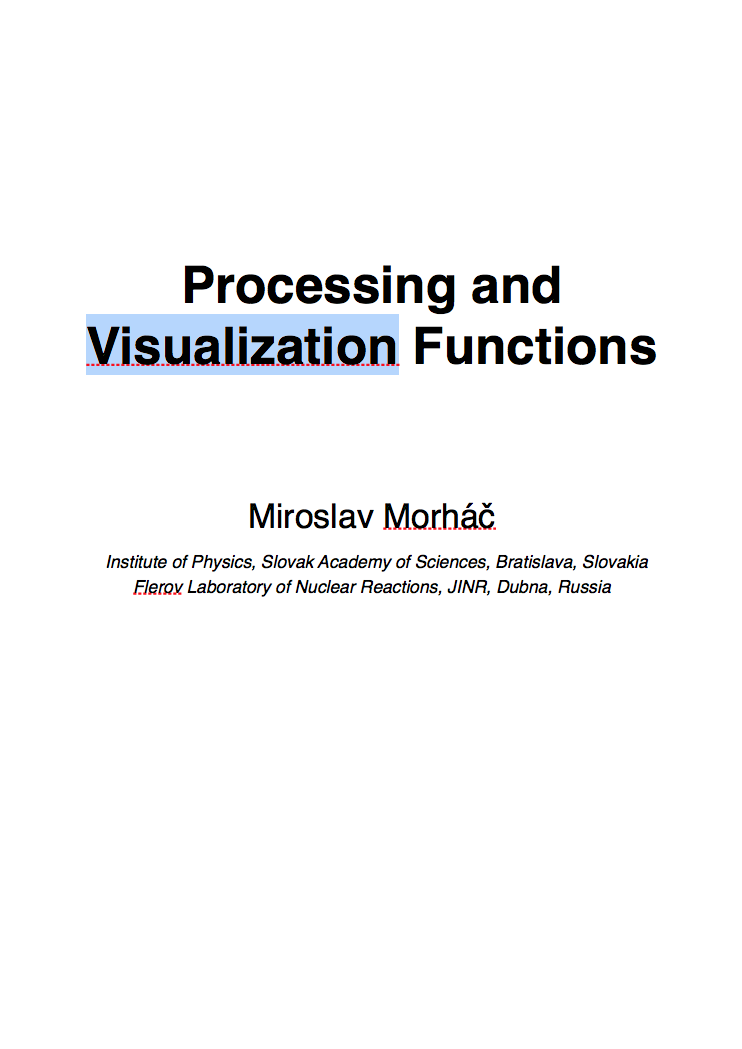 Processing and
Visualization Functions
Miroslav Morháč
Institute of Physics, Slovak Academy of Sciences, Bratislava, Slovakia
Flerov Laboratory of Nuclear Reactions, JINR, Dubna, Russia